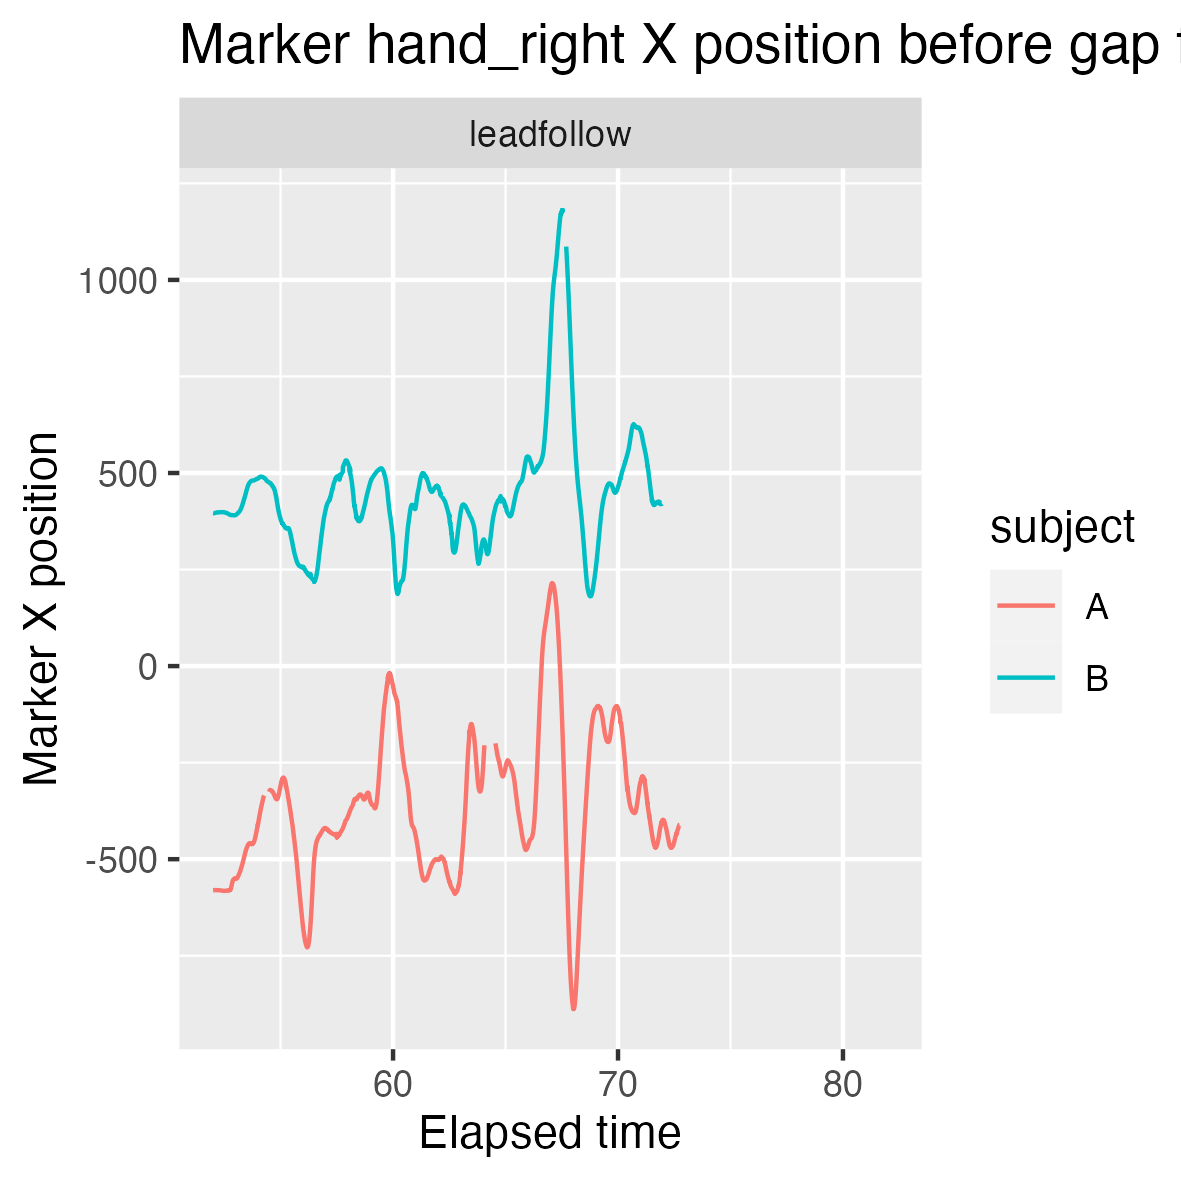 Marker hand_right X position before gap
leadfollow
1000
500
0
-500
Marker X position
60
70
80
Elapsed time
subject
A
B